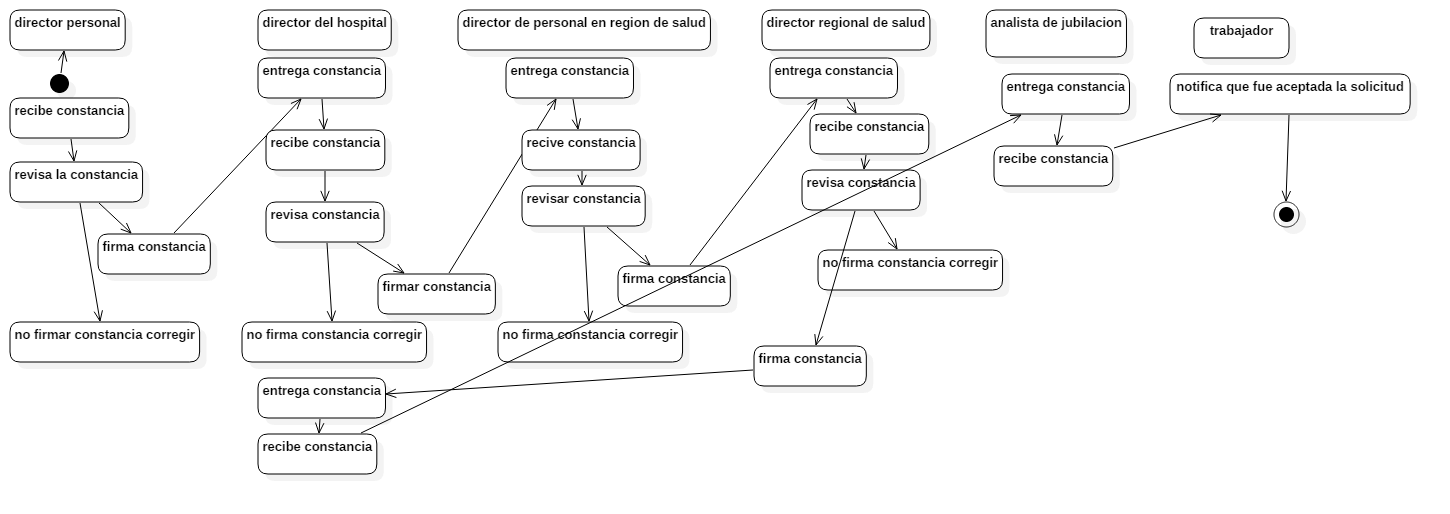 director personal
director del hospital
director de personal en region de salud
director regional de salud
analista de jubilacion
trabajador
recibe constancia
revisa la constancia
firma constancia
no firmar constancia corregir
entrega constancia
recibe constancia
revisa constancia
firmar constancia
no firma constancia corregir
entrega constancia
recibe constancia
entrega constancia
recive constancia
revisar constancia
firma constancia
no firma constancia corregir
entrega constancia
recibe constancia
revisa constancia
no firma constancia corregir
firma constancia
entrega constancia
recibe constancia
notifica que fue aceptada la solicitud